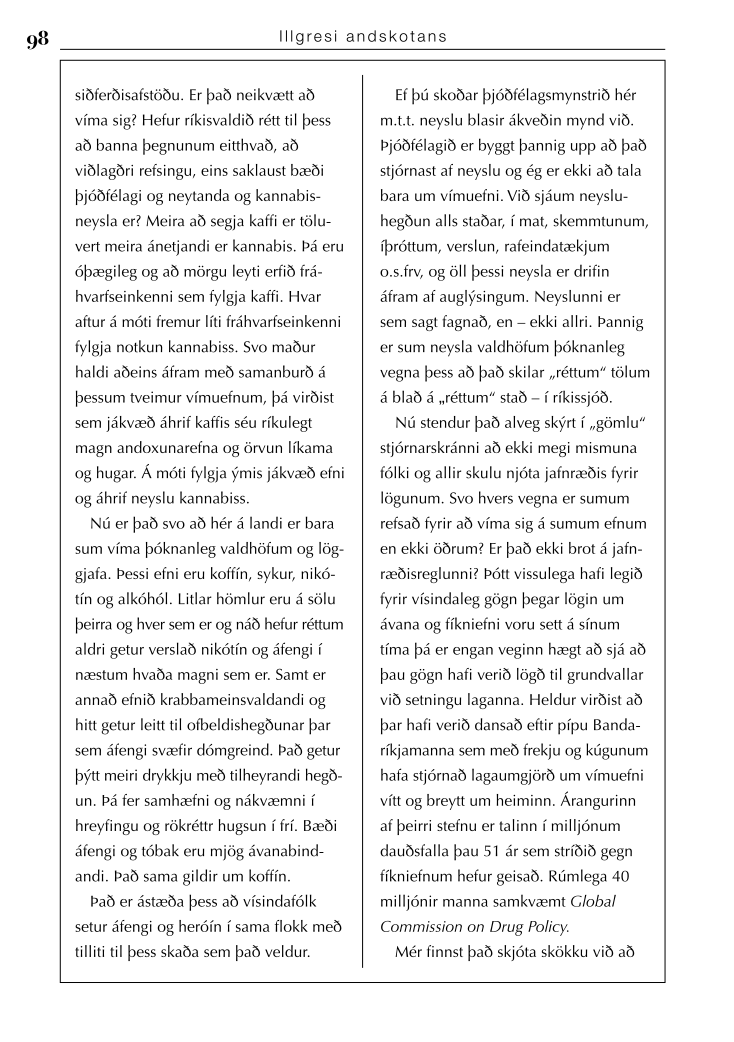 98
Illgresi andskotans
siðferðisafstöðu. Er það neikvætt að
víma sig? Hefur ríkisvaldið rétt til þess
að banna þegnunum eitthvað, að
viðlagðri refsingu, eins saklaust bæði
þjóðfélagi og neytanda og kannabis-
neysla er? Meira að segja kaffi er tölu-
vert meira ánetjandi er kannabis. Þá eru
óþægileg og að mörgu leyti erfið frá-
hvarfseinkenni sem fylgja kaffi. Hvar
aftur á móti fremur líti fráhvarfseinkenni
fylgja notkun kannabiss. Svo maður
haldi aðeins áfram með samanburð á
þessum tveimur vímuefnum, þá virðist
sem jákvæð áhrif kaffis séu ríkulegt
magn andoxunarefna og örvun líkama
og hugar. Á móti fylgja ýmis jákvæð efni
og áhrif neyslu kannabiss.
Nú er það svo að hér á landi er bara
sum víma þóknanleg valdhöfum og lög-
gjafa. Þessi efni eru koffín, sykur, nikó-
tín og alkóhól. Litlar hömlur eru á sölu
þeirra og hver sem er og náð hefur réttum
aldri getur verslað nikótín og áfengi í
næstum hvaða magni sem er. Samt er
annað efnið krabbameinsvaldandi og
hitt getur leitt til ofbeldishegðunar þar
sem áfengi svæfir dómgreind. Það getur
þýtt meiri drykkju með tilheyrandi hegð-
un. Þá fer samhæfni og nákvæmni í
hreyfingu og rökréttr hugsun í frí. Bæði
áfengi og tóbak eru mjög ávanabind-
andi. Það sama gildir um koffín.
Það er ástæða þess að vísindafólk
setur áfengi og heróín í sama flokk með
tilliti til þess skaða sem það veldur.
Ef þú skoðar þjóðfélagsmynstrið hér
m.t.t. neyslu blasir ákveðin mynd við.
Þjóðfélagið er byggt þannig upp að það
stjórnast af neyslu og ég er ekki að tala
bara um vímuefni. Við sjáum neyslu-
hegðun alls staðar, í mat, skemmtunum,
íþróttum, verslun, rafeindatækjum
o.s.frv, og öll þessi neysla er drifin
áfram af auglýsingum. Neyslunni er
sem sagt fagnað, en – ekki allri. Þannig
er sum neysla valdhöfum þóknanleg
vegna þess að það skilar „réttum“ tölum
á blað á „réttum“ stað – í ríkissjóð.
Nú stendur það alveg skýrt í „gömlu“
stjórnarskránni að ekki megi mismuna
fólki og allir skulu njóta jafnræðis fyrir
lögunum. Svo hvers vegna er sumum
refsað fyrir að víma sig á sumum efnum
en ekki öðrum? Er það ekki brot á jafn-
ræðisreglunni? Þótt vissulega hafi legið
fyrir vísindaleg gögn þegar lögin um
ávana og fíkniefni voru sett á sínum
tíma þá er engan veginn hægt að sjá að
þau gögn hafi verið lögð til grundvallar
við setningu laganna. Heldur virðist að
þar hafi verið dansað eftir pípu Banda-
ríkjamanna sem með frekju og kúgunum
hafa stjórnað lagaumgjörð um vímuefni
vítt og breytt um heiminn. Árangurinn
af þeirri stefnu er talinn í milljónum
dauðsfalla þau 51 ár sem stríðið gegn
fíkniefnum hefur geisað. Rúmlega 40
milljónir manna samkvæmt Global
Commission on Drug Policy.
Mér finnst það skjóta skökku við að